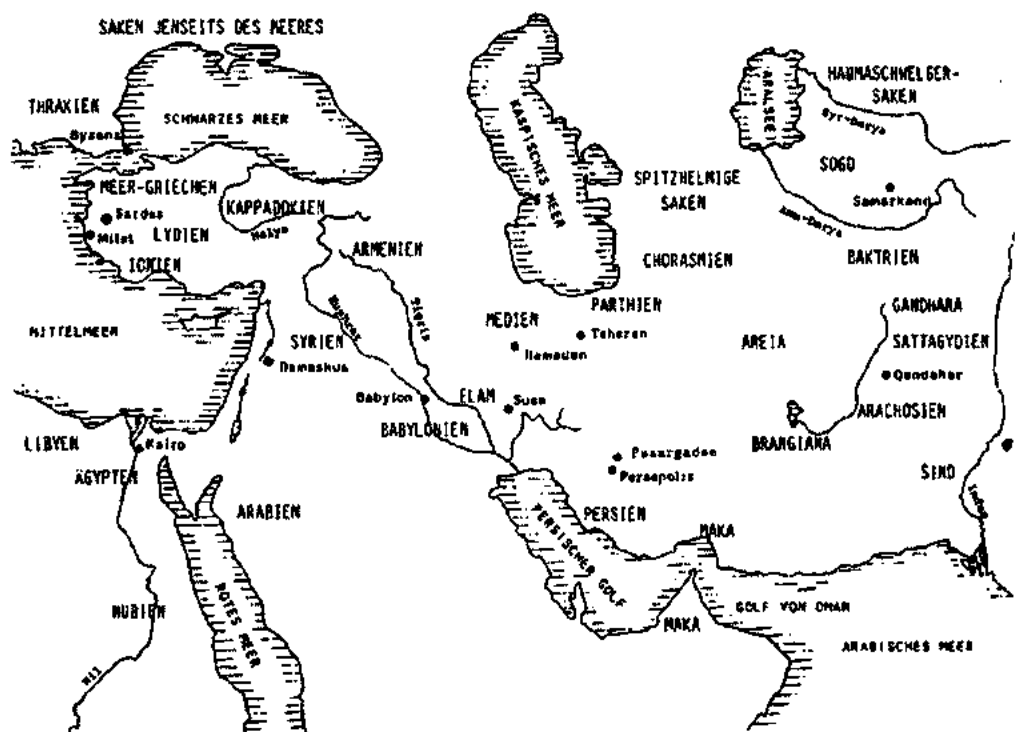 SAKEN JENSEITS DES MEERES
THRAKIEN
Byzanz
SCHWARZES MEER
KASPISCHES MEER
ARALSEE
HAUMASCHWELGER-
SAKEN
Syr-Darya
SOGD
Samarkand
Amu-Darya
BAKTRIEN
MEER-GRIECHEN
Sardes
Milet
LYDIEN
IONIEN
KAPPADOKIEN
Halys
ARMENIEN
SPITZHELMIGE
SAKEN
CHORASMIEN
PARTHIEN
MEDIEN
Teheran
Hamadan
AREIA
GANDHARA
SATTAGYDIEN
Qandahar
ARACHOSIEN
DRANGIANA
MITTELMEER
SYRIEN
Damaskus
Euphrat
Tigris
Babylon
BABYLONIEN
ELAM
Susa
LIBYEN
Kairo
ÄGYPTEN
ARABIEN
Pasargadae
Persepolis
PERSIEN
SIND
Indus
PERSISCHER GOLF
MAKA
MAKA
GOLF VON OMAN
ARABISCHES MEER
NUBIEN
Nil
ROTES MEER